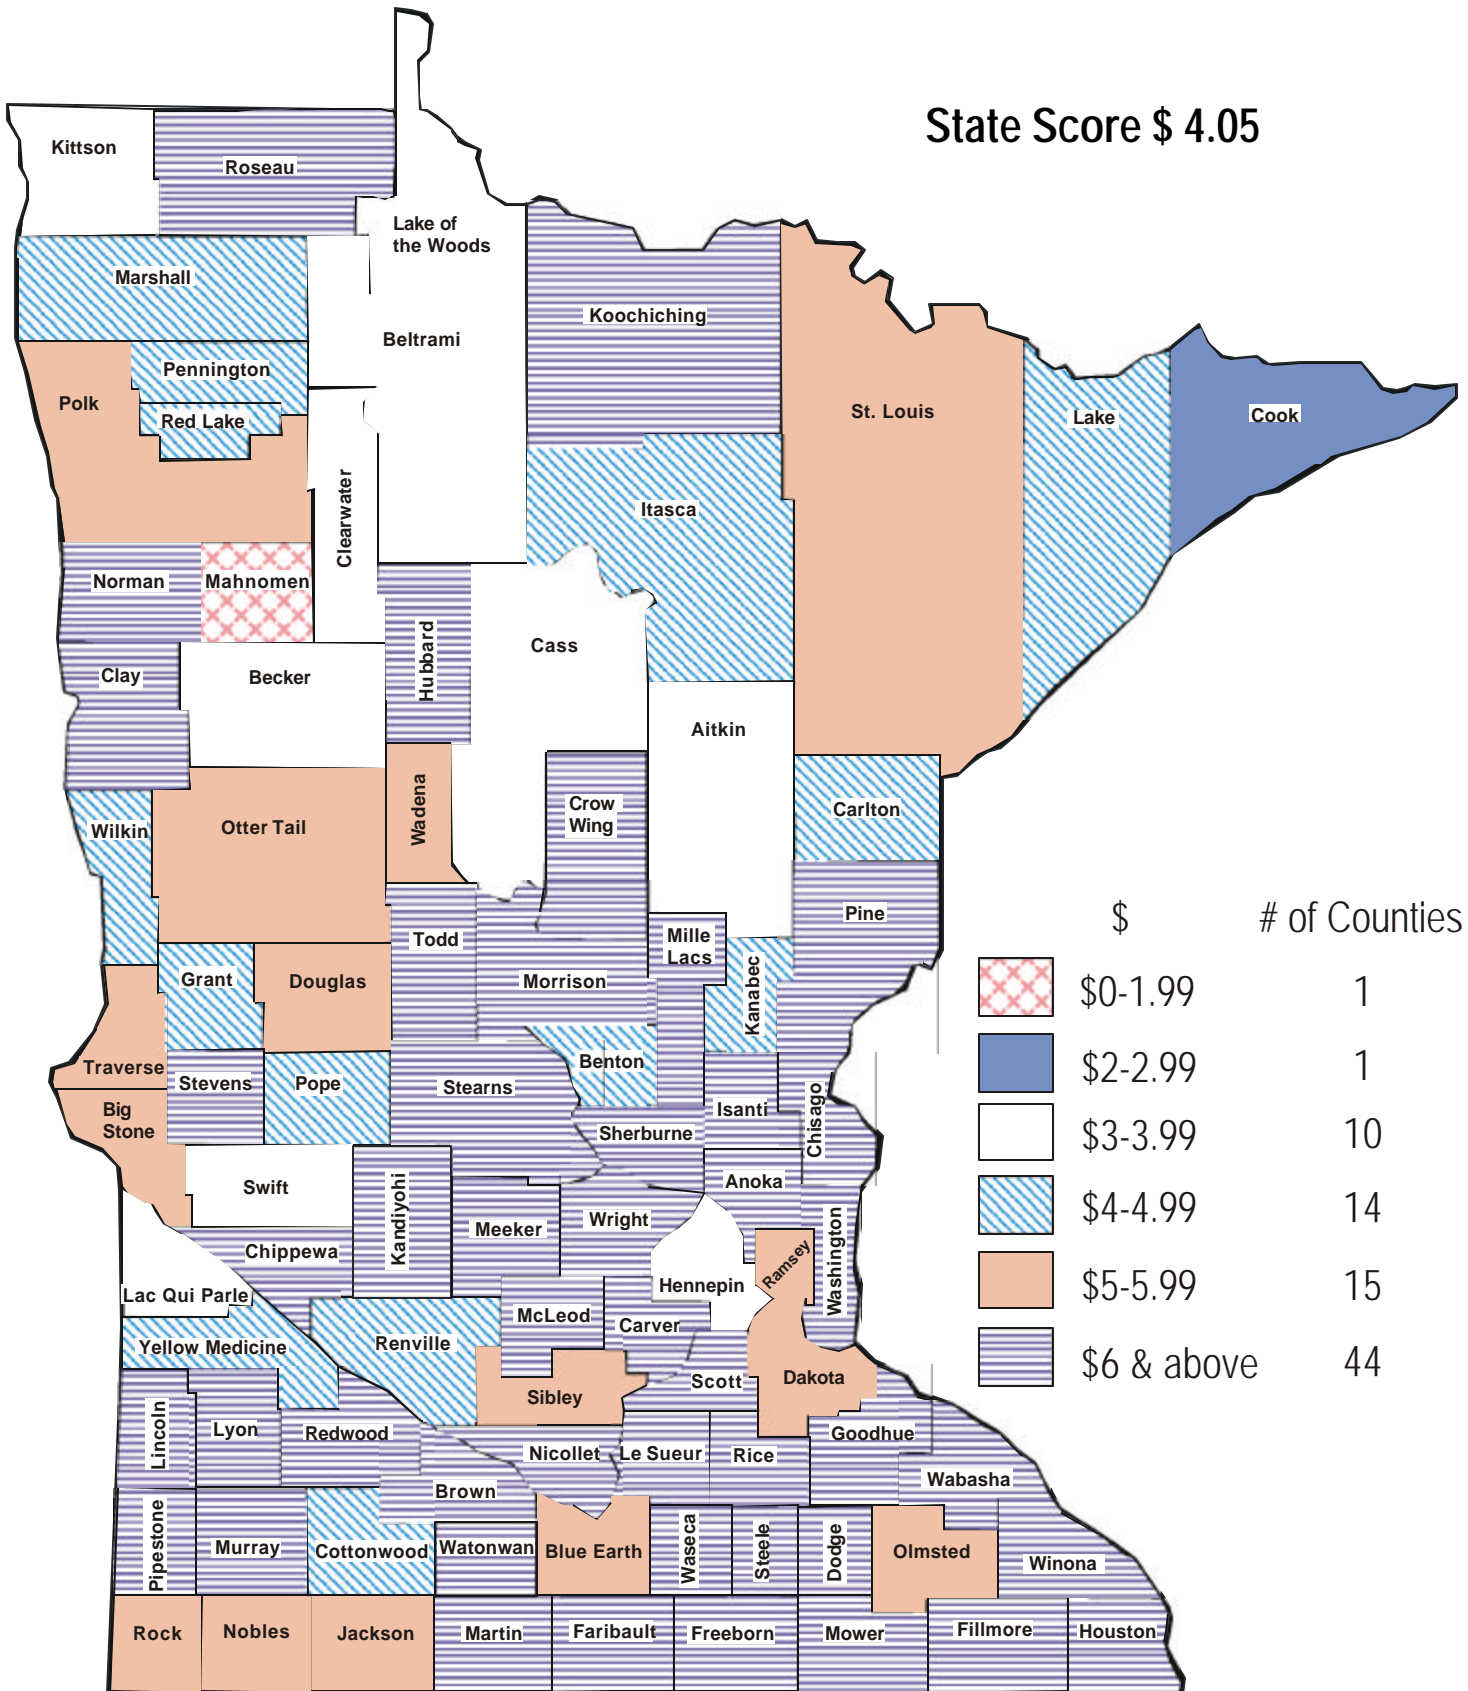 State Score $ 4.05
Kittson
Roseau
Lake of
the Woods
Marshall
Koochiching
Beltrami
Pennington
Polk
Red Lake
St. Louis
Lake
Cook
Clearwater
Itasca
Norman
Mahnomen
Hubbard
Cass
Clay
Becker
Aitkin
Wadena
Crow
Wing
Carlton
Wilkin
Otter Tail
Pine
Todd
Mille
Lacs
Kanabec
Grant
Douglas
Morrison
Traverse
Stevens
Pope
Stearns
Benton
Isanti
Chisago
Big
Stone
Sherburne
Swift
Kandiyohi
Anoka
Meeker
Wright
Washington
Chippewa
Ramsey
Hennepin
Lac Qui Parle
McLeod
Carver
Yellow Medicine
Renville
Scott
Dakota
Sibley
Lincoln
Lyon
Redwood
Nicollet
Le Sueur
Rice
Goodhue
Wabasha
Brown
Pipestone
Murray
Cottonwood
Watonwan
Blue Earth
Waseca
Steele
Dodge
Olmsted
Winona
Rock
Nobles
Jackson
Martin
Faribault
Freeborn
Mower
Fillmore
Houston
$ # of Counties
$0-1.99 1
$2-2.99 1
$3-3.99 10
$4-4.99 14
$5-5.99 15
$6 & above 44